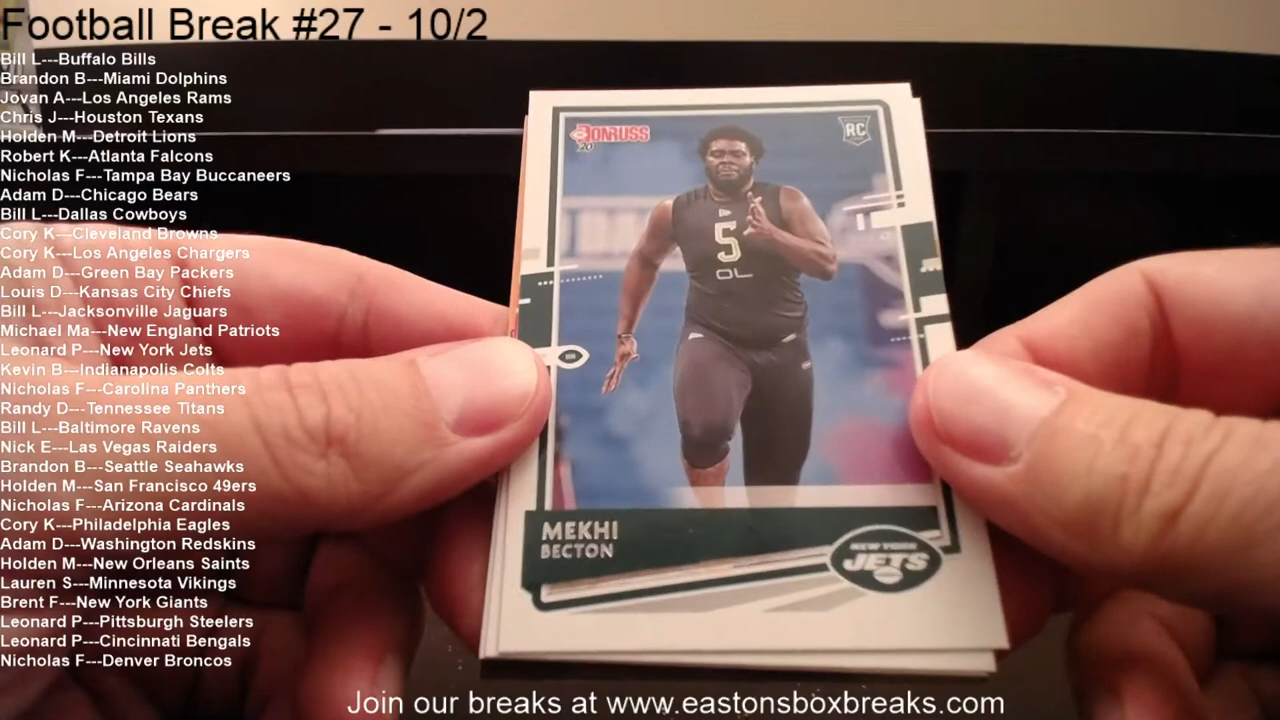 Football Break #27 - 10/2
Bill L---Buffalo Bills
Brandon B---Miami Dolphins
Jovan A---Los Angeles Rams
Chris J---Houston Texans
Holden M---Detroit Lions
Robert K---Atlanta Falcons
Nicholas F---Tampa Bay Buccaneers
Adam D---Chicago Bears
Bill L---Dallas Cowboys
Cory K---Cleveland Browns
Cory K---Los Angeles Chargers
Adam D---Green Bay Packers
Louis D---Kansas City Chiefs
Bill L---Jacksonville Jaguars
Michael Ma---New England Patriots
Leonard P---New York Jets
Kevin B---Indianapolis Colts
Nicholas F---Carolina Panthers
Randy D---Tennessee Titans
Bill L---Baltimore Ravens
Nick E---Las Vegas Raiders
Brandon B---Seattle Seahawks
Holden M---San Francisco 49ers
Nicholas F---Arizona Cardinals
Cory K---Philadelphia Eagles
Adam D---Washington Redskins
Holden M---New Orleans Saints
Lauren S---Minnesota Vikings
Brent F---New York Giants
Leonard P---Pittsburgh Steelers
Leonard P---Cincinnati Bengals
Nicholas F---Denver Broncos
DONRUSS
20
RC
5
OL
MEKHI
BECTON
NEW YORK
JETS
Join our breaks at www.eastonsboxbreaks.com